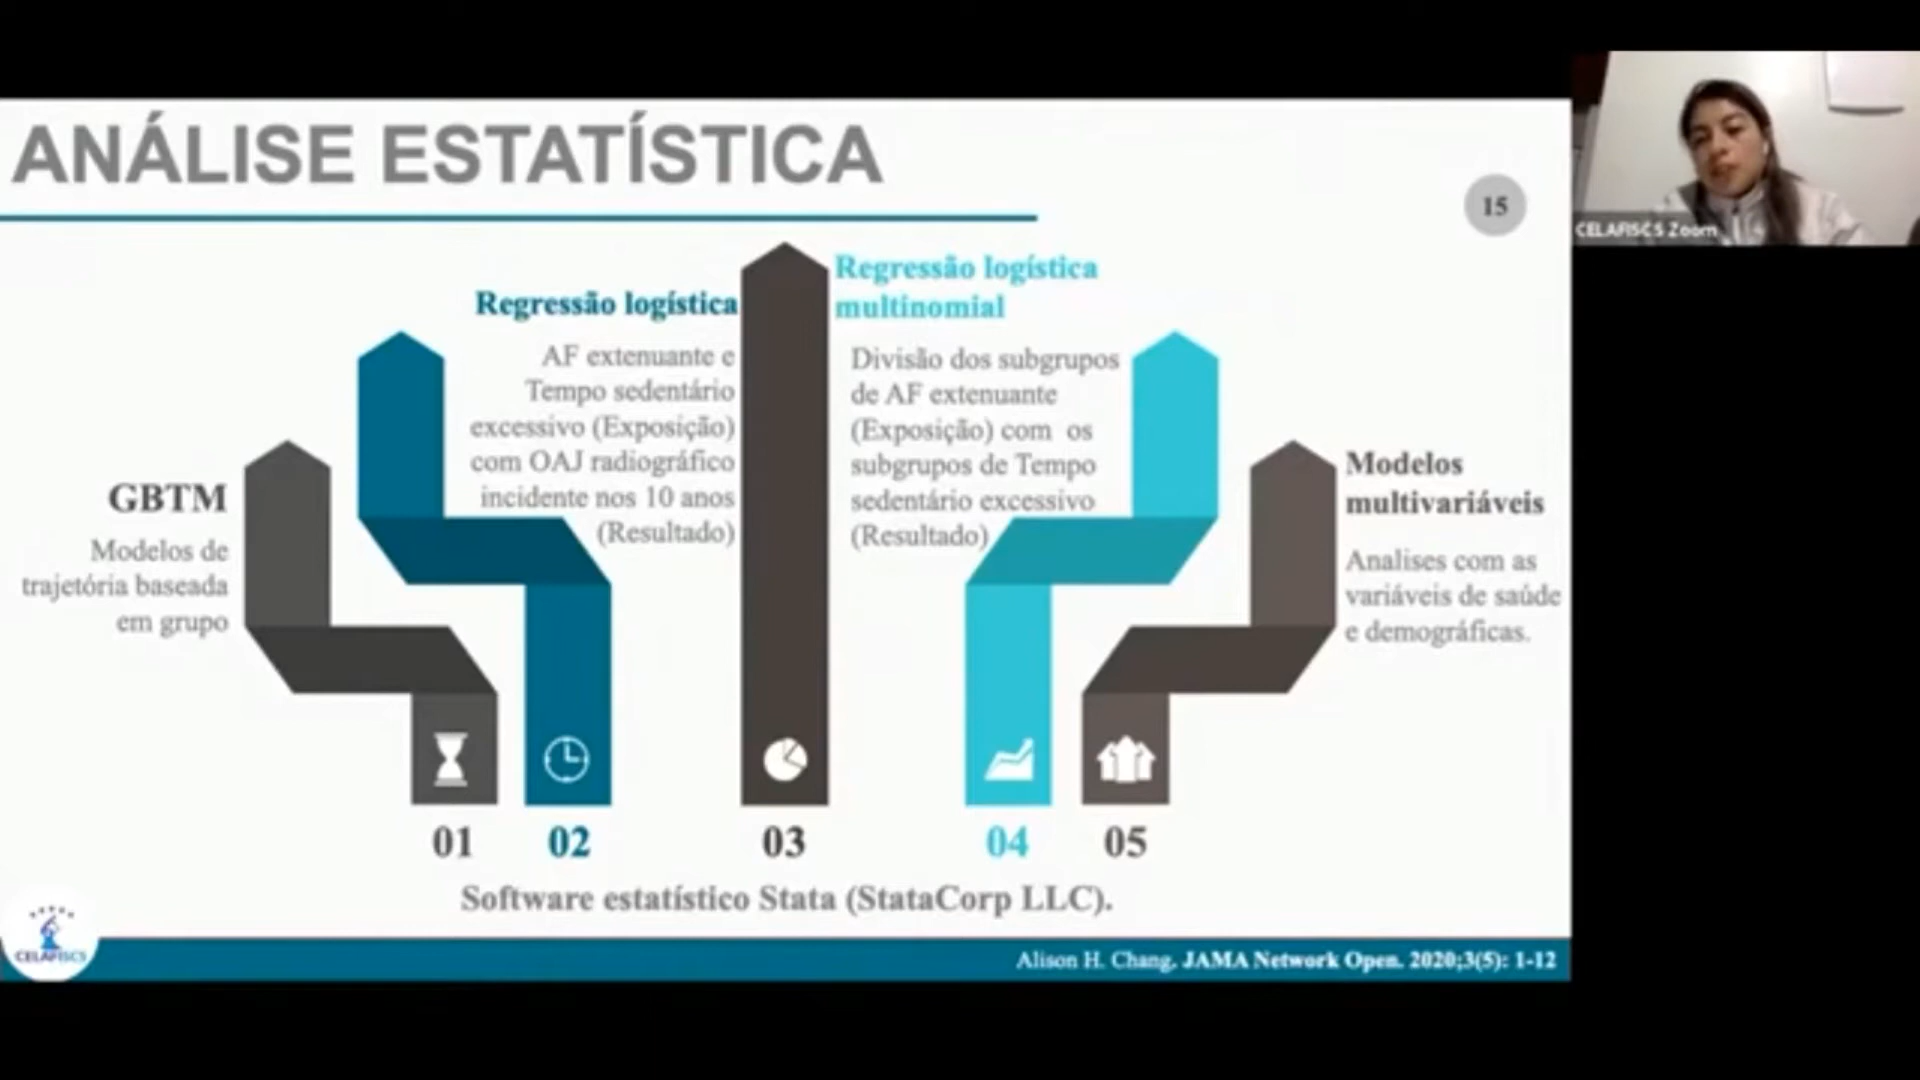 ANÁLISE ESTATÍSTICA
15
CELAFISCS Zoom
GBTM
Modelos de
trajetória baseada
em grupo
Regressão logística
AF extenuante e
Tempo sedentário
excessivo (Exposição)
com OAJ radiográfico
incidente nos 10 anos
(Resultado)
Regressão logística
multinomial
Divisão dos subgrupos
de AF extenuante
(Exposição) com os
subgrupos de Tempo
sedentário excessivo
(Resultado)
Modelos
multivariáveis
Analises com as
variáveis de saúde
e demográficas.
01
02
03
04
05
Software estatístico Stata (StataCorp LLC).
CELAFISCS
Alison H. Chang. JAMA Network Open. 2020;3(5): 1-12